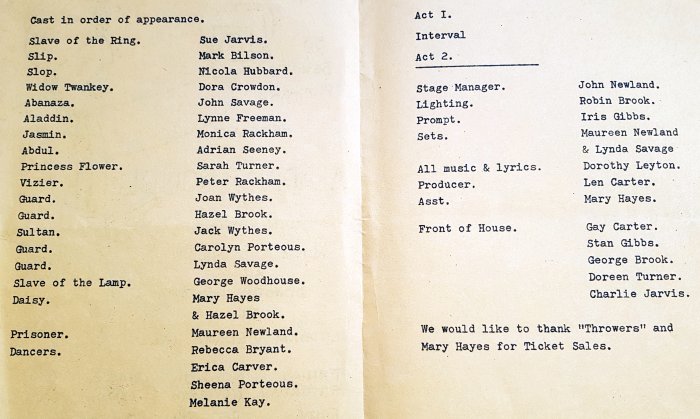 Cast in order of appearance.
Slave of the Ring. Sue Jarvis.
Slip. Mark Bilson.
Slop. Nicola Hubbard.
Widow Twankey. Dora Crowdon.
Abanaza. John Savage.
Aladdin. Lynne Freeman.
Jasmin. Monica Rackham.
Abdul. Adrian Seeney.
Princess Flower. Sarah Turner.
Vizier. Peter Rackham.
Guard. Joan Wythes.
Guard. Hazel Brook.
Sultan. Jack Wythes.
Guard. Carolyn Porteous.
Guard. Lynda Savage.
Slave of the Lamp. George Woodhouse.
Daisy. Mary Hayes
& Hazel Brook.
Prisoner. Maureen Newland.
Dancers. Rebecca Bryant.
Erica Carver.
Sheena Porteous.
Melanie Kay.
Act I.
Interval
Act 2.
Stage Manager. John Newland.
Lighting. Robin Brook.
Prompt. Iris Gibbs.
Sets. Maureen Newland
& Lynda Savage
All music & lyrics. Dorothy Leyton.
Producer. Len Carter.
Asst. Mary Hayes.
Front of House. Gay Carter.
Stan Gibbs.
George Brook.
Doreen Turner.
Charlie Jarvis.
We would like to thank "Throwers" and
Mary Hayes for Ticket Sales.